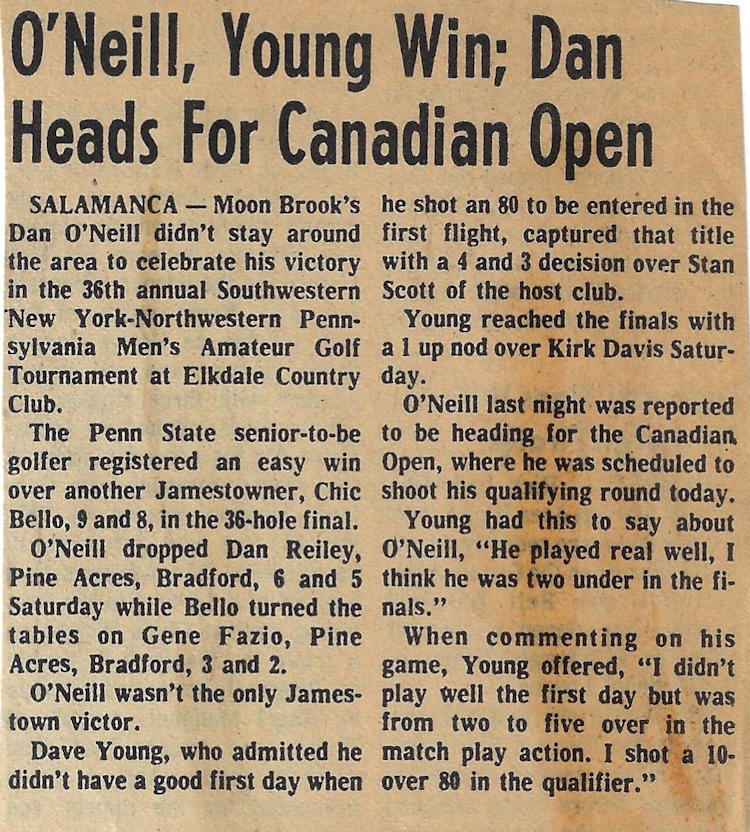 O'Neill, Young Win; Dan
Heads For Canadian Open
SALAMANCA — Moon Brook's
Dan O'Neill didn't stay around
the area to celebrate his victory
in the 36th annual Southwestern
New York-Northwestern Penn-
sylvania Men's Amateur Golf
Tournament at Elkdale Country
Club.
The Penn State senior-to-be
golfer registered an easy win
over another Jamestowner, Chic
Bello, 9 and 8, in the 36-hole final.
O'Neill dropped Dan Reiley,
Pine Acres, Bradford, 6 and 5
Saturday while Bello turned the
tables on Gene Fazio, Pine
Acres, Bradford, 3 and 2.
O'Neill wasn't the only James-
town victor.
Dave Young, who admitted he
didn't have a good first day when
he shot an 80 to be entered in the
first flight, captured that title
with a 4 and 3 decision over Stan
Scott of the host club.
Young reached the finals with
a 1 up nod over Kirk Davis Satur-
day.
O'Neill last night was reported
to be heading for the Canadian
Open, where he was scheduled to
shoot his qualifying round today.
Young had this to say about
O'Neill, "He played real well, I
think he was two under in the fi-
nals."
When commenting on his
game, Young offered, "I didn't
play well the first day but was
from two to five over in the
match play action. I shot a 10-
over 80 in the qualifier."